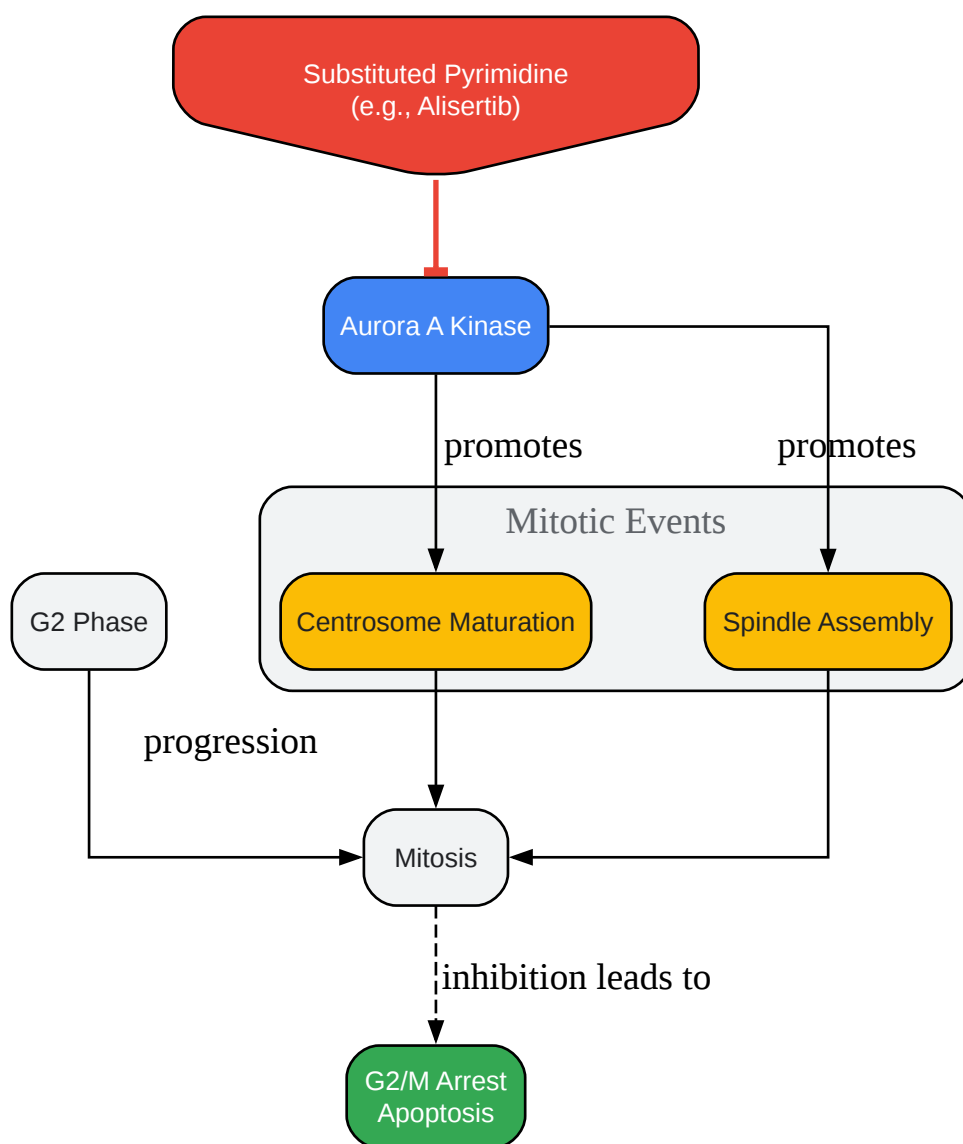 Substituted Pyrimidine
(e.g., Alisertib)
Aurora A Kinase
promotes
promotes
Mitotic Events
G2 Phase
Centrosome Maturation
Spindle Assembly
progression
Mitosis
inhibition leads to
G2/M Arrest
Apoptosis